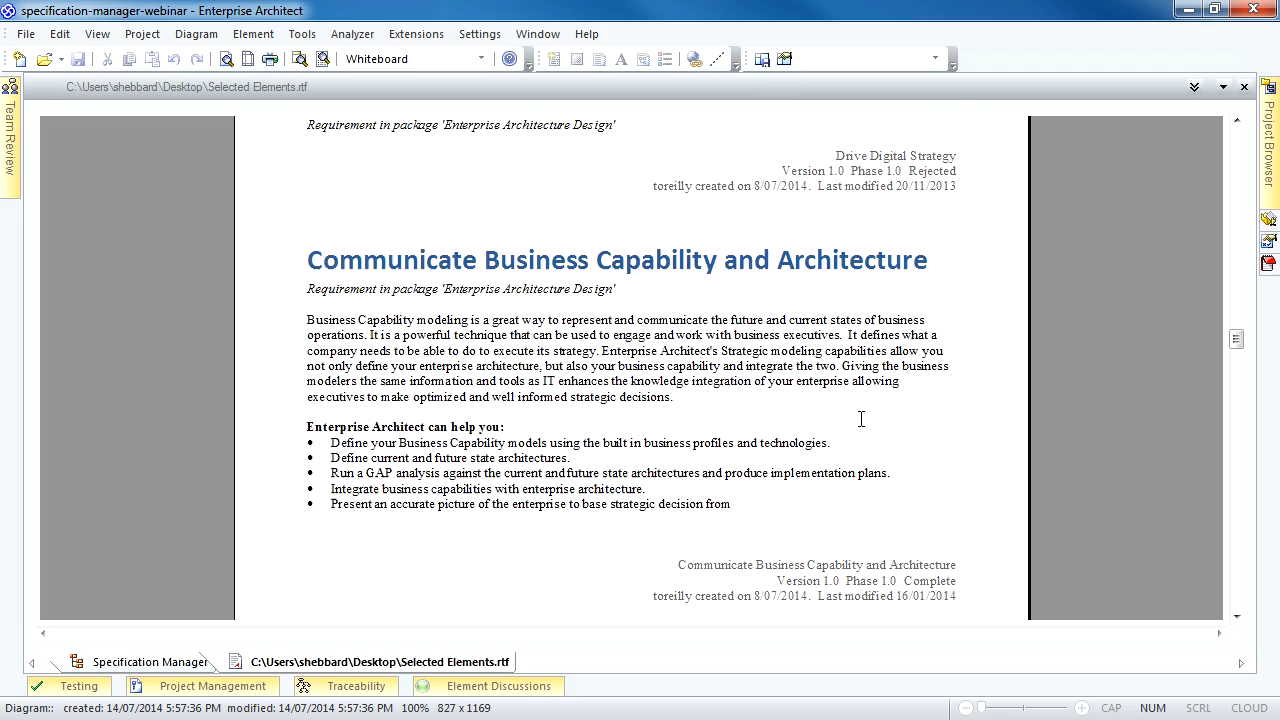 specification-manager-webinar - Enterprise Architect
File Edit View Project Diagram Element Tools Analyzer Extensions Settings Window Help
Whiteboard
C:\Users\shebbard\Desktop\Selected Elements.rtf
Team Review
Project Browser
Requirement in package 'Enterprise Architecture Design'
Drive Digital Strategy
Version 1.0 Phase 1.0 Rejected
toreilly created on 8/07/2014. Last modified 20/11/2013
Communicate Business Capability and Architecture
Requirement in package 'Enterprise Architecture Design'
Business Capability modeling is a great way to represent and communicate the future and current states of business
operations. It is a powerful technique that can be used to engage and work with business executives. It defines what a
company needs to be able to do to execute its strategy. Enterprise Architect's Strategic modeling capabilities allow you
not only define your enterprise architecture, but also your business capability and integrate the two. Giving the business
modelers the same information and tools as IT enhances the knowledge integration of your enterprise allowing
executives to make optimized and well informed strategic decisions.
Enterprise Architect can help you:
• Define your Business Capability models using the built in business profiles and technologies.
• Define current and future state architectures.
• Run a GAP analysis against the current and future state architectures and produce implementation plans.
• Integrate business capabilities with enterprise architecture.
• Present an accurate picture of the enterprise to base strategic decision from
Communicate Business Capability and Architecture
Version 1.0 Phase 1.0 Complete
toreilly created on 8/07/2014. Last modified 16/01/2014
Specification Manager C:\Users\shebbard\Desktop\Selected Elements.rtf
Testing Project Management Traceability Element Discussions
Diagram:: created: 14/07/2014 5:57:36 PM modified: 14/07/2014 5:57:36 PM 100% 827 x 1169 CAP NUM SCRL CLOUD